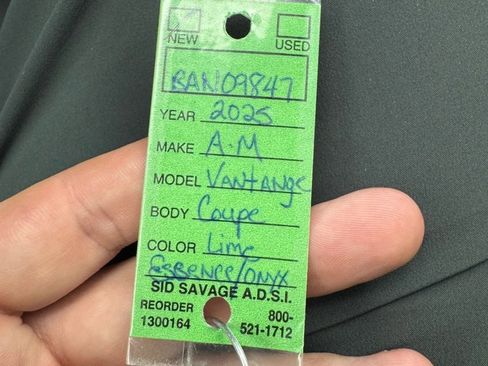 NEW USED
BAN09847
YEAR 2025
MAKE A.M
MODEL Vantange
BODY Coupe
COLOR Lime
Essence/Onyx
SID SAVAGE A.D.S.I.
REORDER 800-
1300164 521-1712